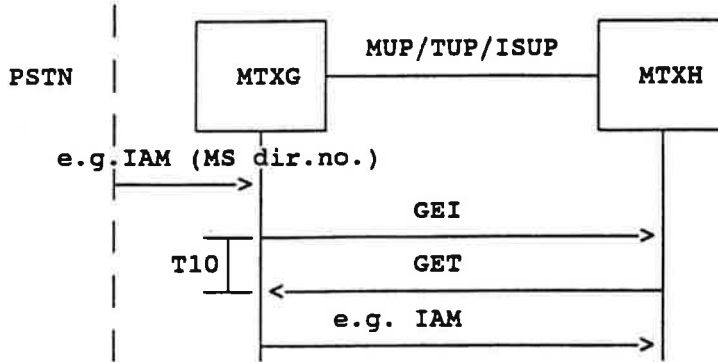 MUP/TUP/ISUP
PSTN
MTXG
MTXH
e.g.IAM (MS dir.no.)
GEI
T10
GET
e.g. IAM